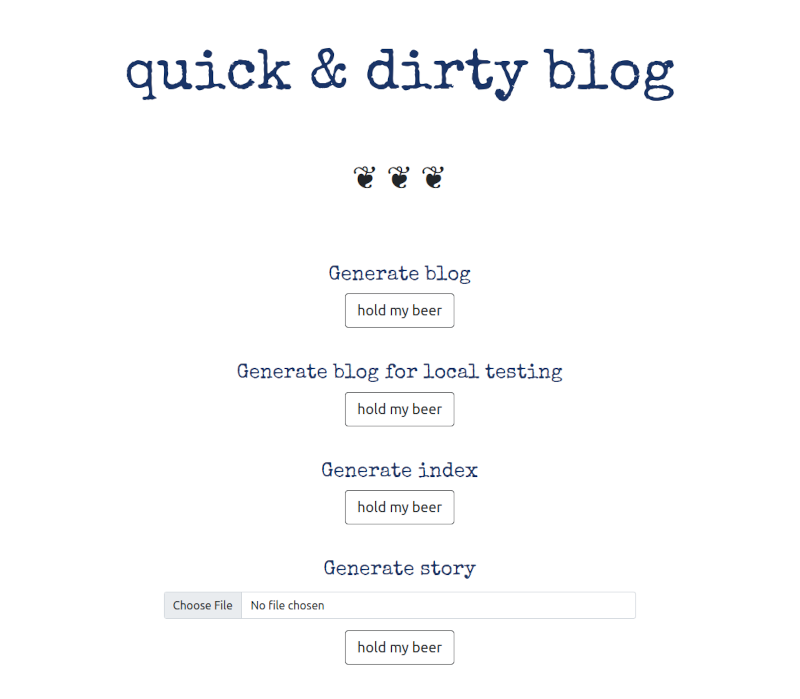 quick & dirty blog
❦ ❦ ❦
Generate blog
hold my beer
Generate blog for local testing
hold my beer
Generate index
hold my beer
Generate story
Choose File No file chosen
hold my beer